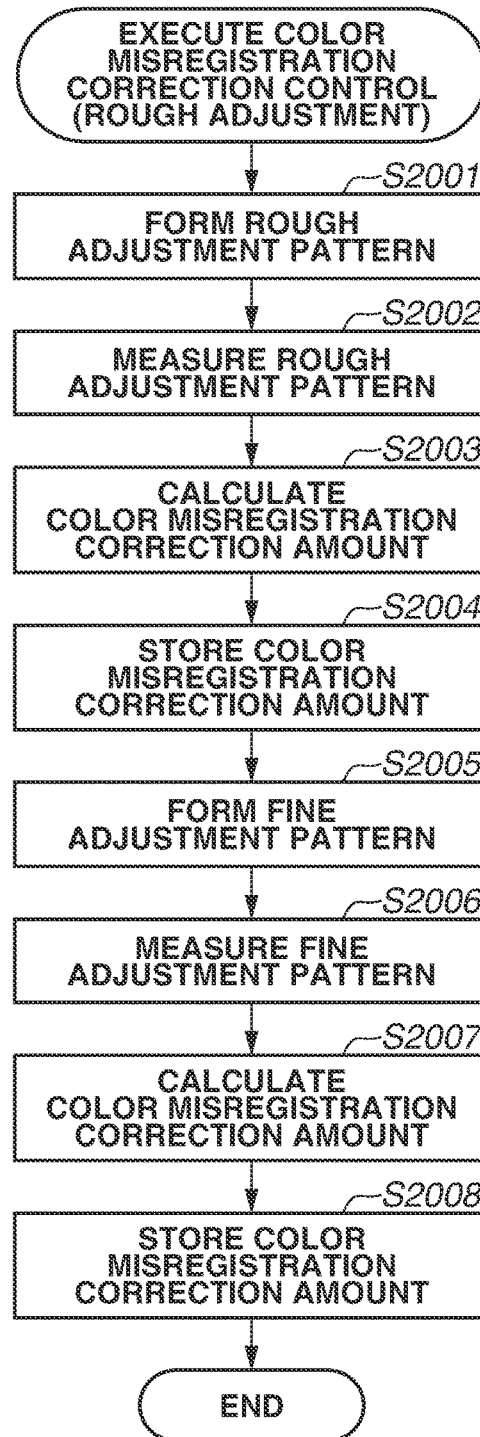 EXECUTE COLOR
MISREGISTRATION
CORRECTION CONTROL
(ROUGH ADJUSTMENT)
S2001
FORM ROUGH
ADJUSTMENT PATTERN
S2002
MEASURE ROUGH
ADJUSTMENT PATTERN
S2003
CALCULATE
COLOR MISREGISTRATION
CORRECTION AMOUNT
S2004
STORE COLOR
MISREGISTRATION
CORRECTION AMOUNT
S2005
FORM FINE
ADJUSTMENT PATTERN
S2006
MEASURE FINE
ADJUSTMENT PATTERN
S2007
CALCULATE
COLOR MISREGISTRATION
CORRECTION AMOUNT
S2008
STORE COLOR
MISREGISTRATION
CORRECTION AMOUNT
END